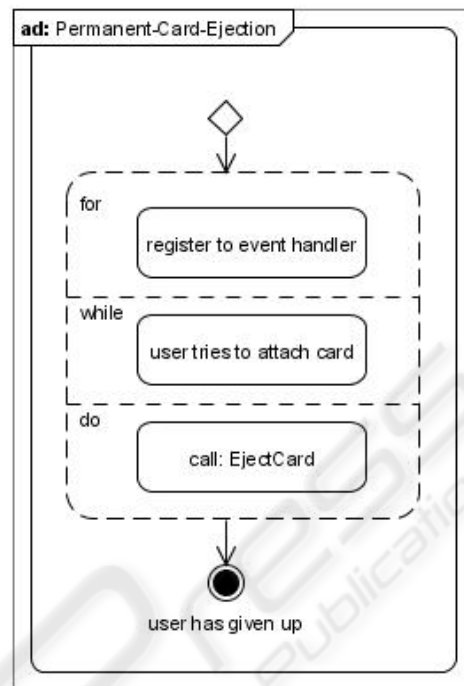 ad: Permanent-Card-Ejection
for
register to event handler
while
user tries to attach card
do
call: EjectCard
user has given up